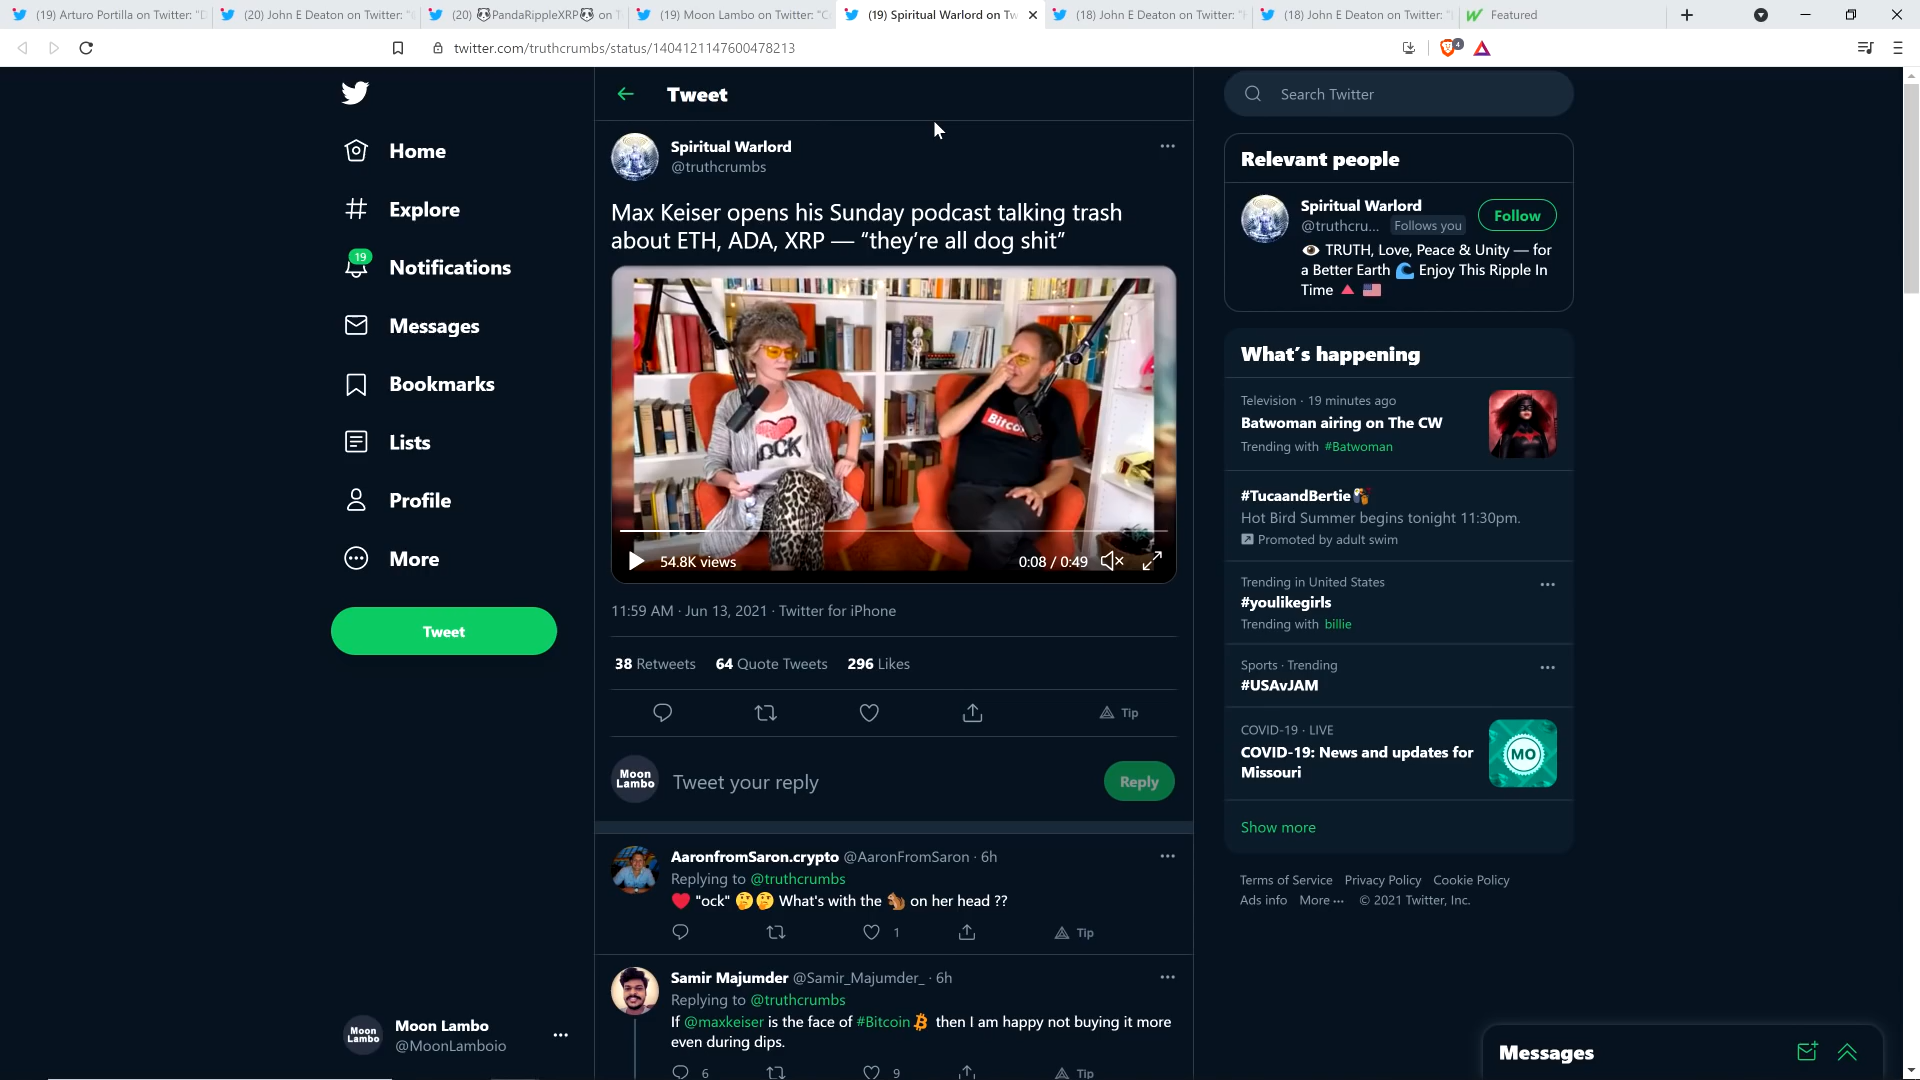 (19) Arturo Portilla on Twitter: "D
(20) John E Deaton on Twitter: "
(20) 🐼PandaRippleXRP🐼 on T
(19) Moon Lambo on Twitter: "C
(19) Spiritual Warlord on Tw
(18) John E Deaton on Twitter: "
(18) John E Deaton on Twitter: "
Featured
twitter.com/truthcrumbs/status/1404121147600478213
4
Home
Explore
19
Notifications
Messages
Bookmarks
Lists
Profile
More
Tweet
Moon Lambo
Moon Lambo
@MoonLamboio
Tweet
Spiritual Warlord
@truthcrumbs
Max Keiser opens his Sunday podcast talking trash
about ETH, ADA, XRP — “they’re all dog shit”
OCK
Bitco
54.8K views
0:08 / 0:49
11:59 AM · Jun 13, 2021 · Twitter for iPhone
38 Retweets 64 Quote Tweets 296 Likes
Tip
Moon Lambo
Tweet your reply
Reply
AaronfromSaron.crypto @AaronFromSaron · 6h
Replying to @truthcrumbs
❤️ "ock" 🤔🤔 What's with the 🐿️ on her head ??
1
Tip
Samir Majumder @Samir_Majumder_ · 6h
Replying to @truthcrumbs
If @maxkeiser is the face of #Bitcoin then I am happy not buying it more
even during dips.
6
9
Tip
Search Twitter
Relevant people
Spiritual Warlord
@truthcru... Follows you
Follow
👁️ TRUTH, Love, Peace & Unity — for
a Better Earth 🌊 Enjoy This Ripple In
Time 🔺 🇺🇸
What’s happening
Television · 19 minutes ago
Batwoman airing on The CW
Trending with #Batwoman
#TucaandBertie
Hot Bird Summer begins tonight 11:30pm.
Promoted by adult swim
Trending in United States
#youlikegirls
Trending with billie
Sports · Trending
#USAvJAM
COVID-19 · LIVE
COVID-19: News and updates for
Missouri
MO
Show more
Terms of Service Privacy Policy Cookie Policy
Ads info More ··· © 2021 Twitter, Inc.
Messages